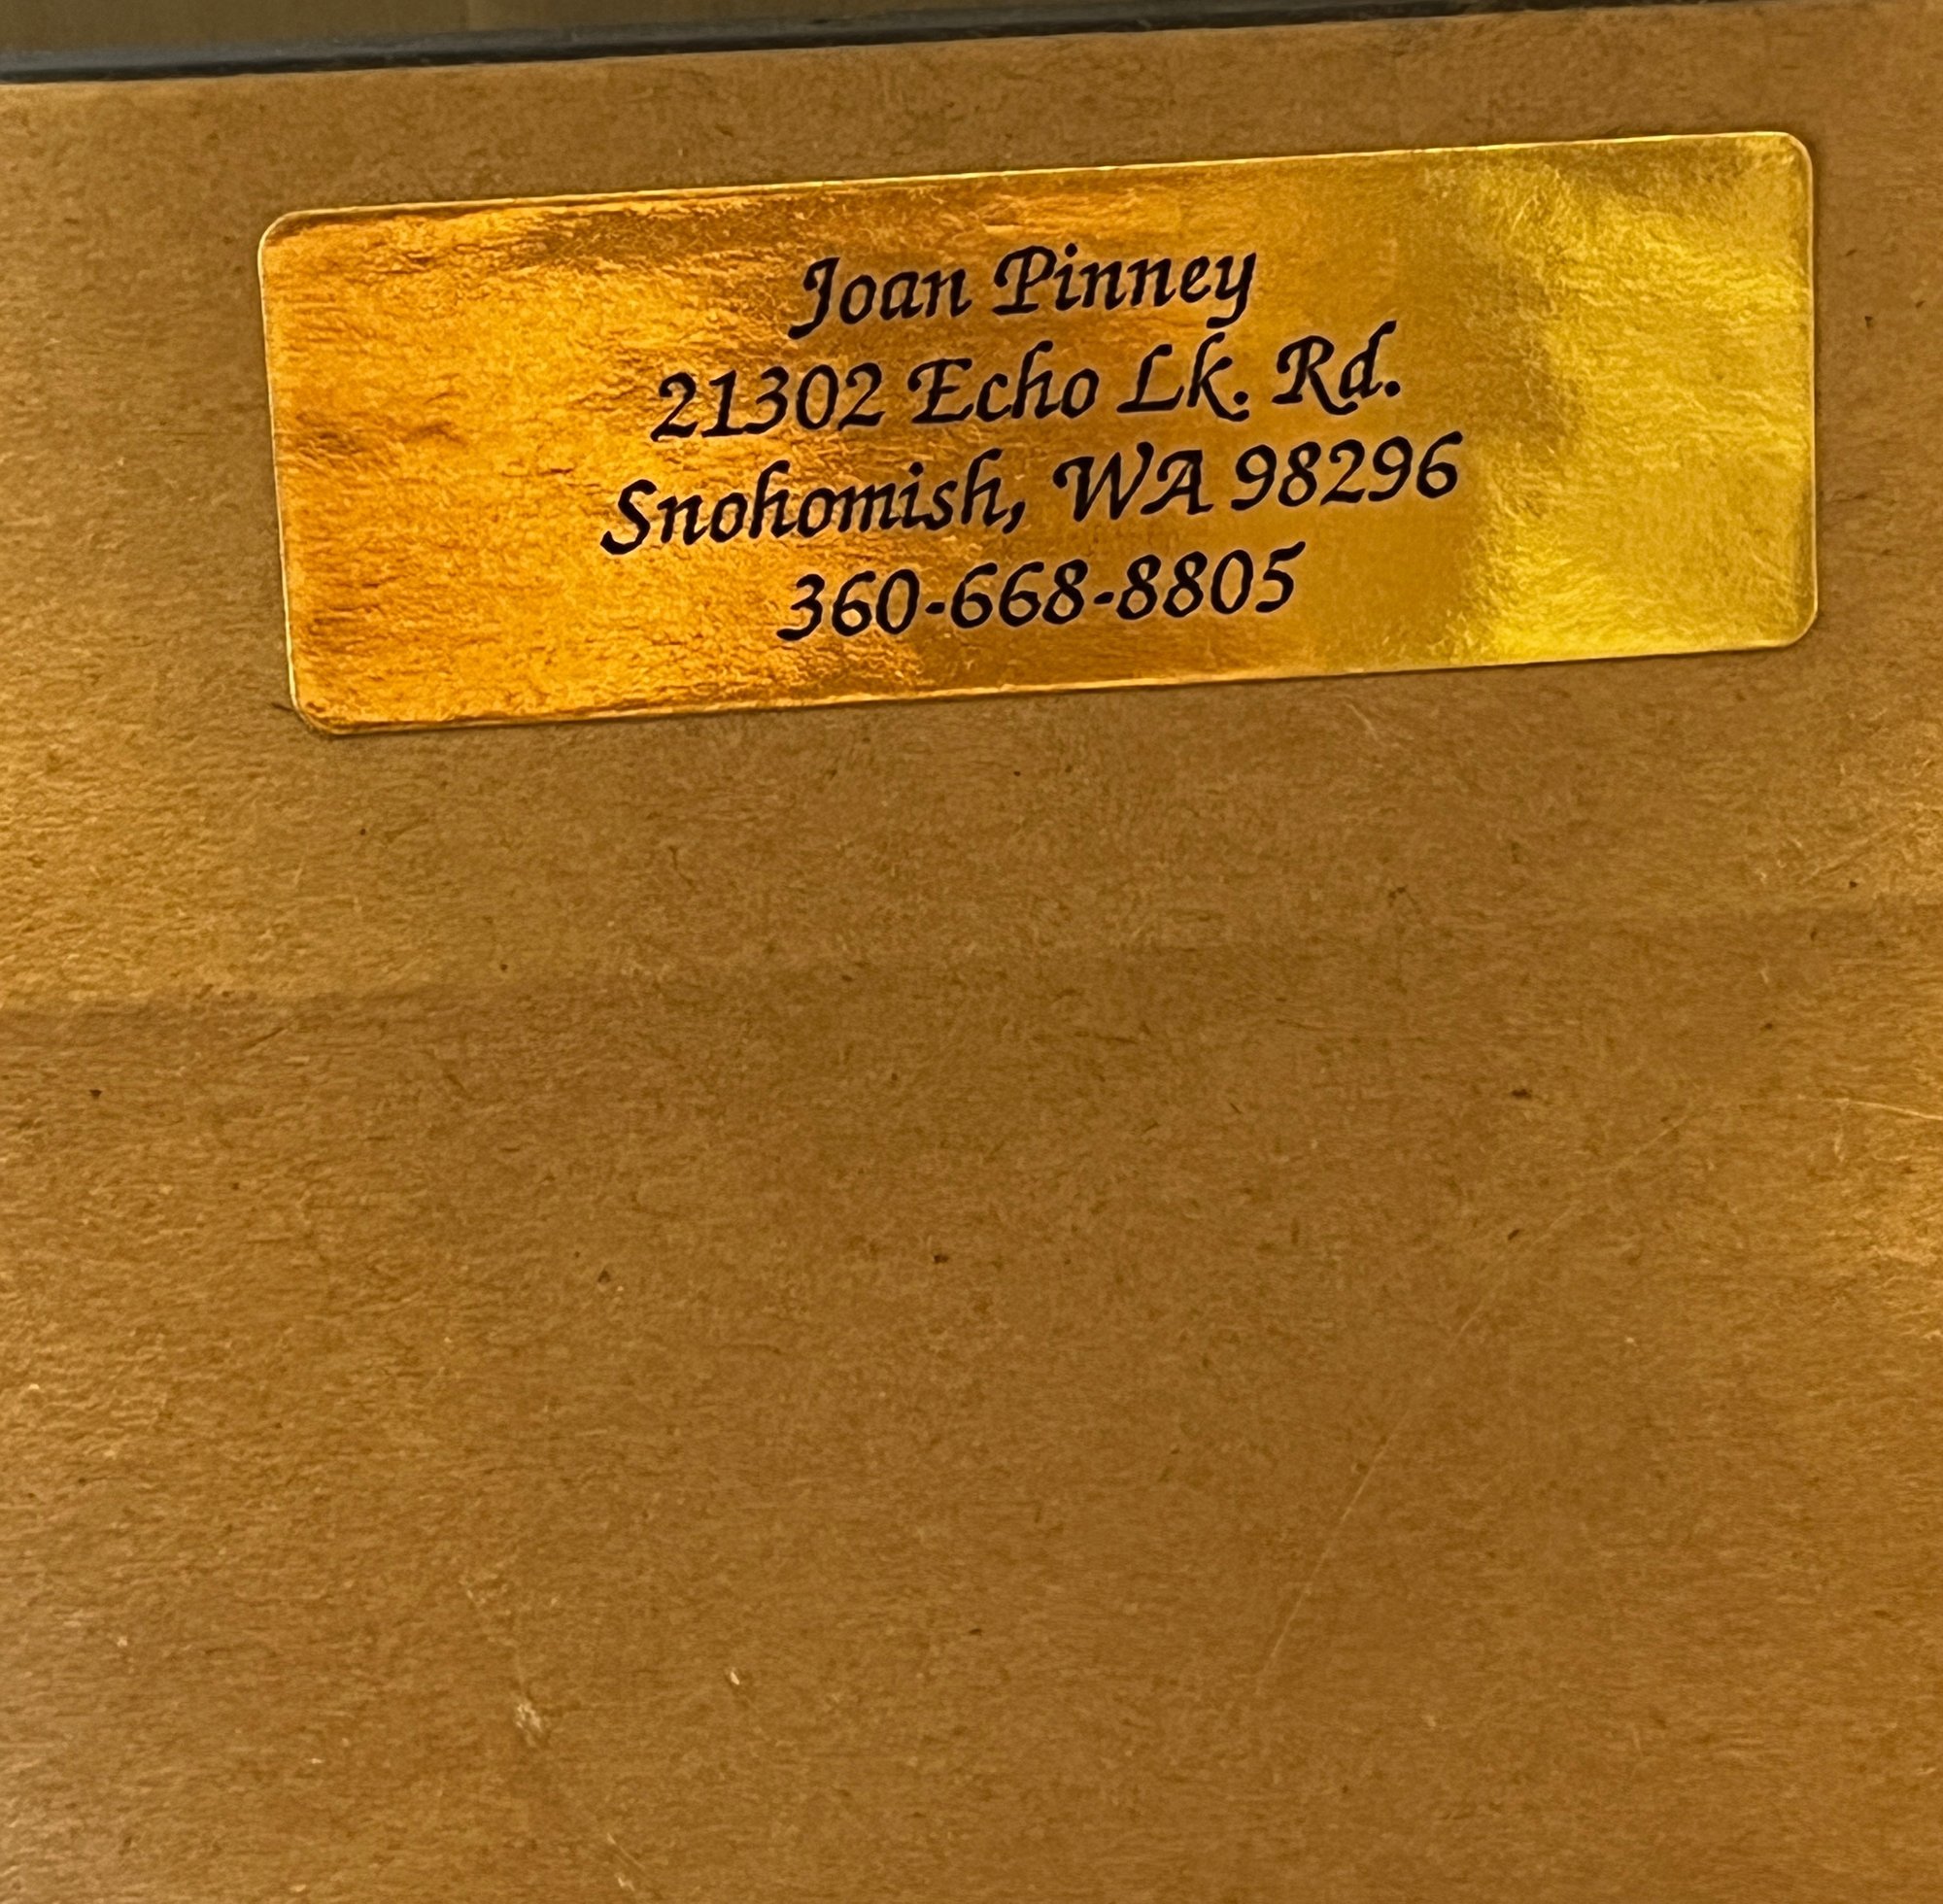 Joan Pinney
21302 Echo Lk. Rd.
Snohomish, WA 98296
360-668-8805